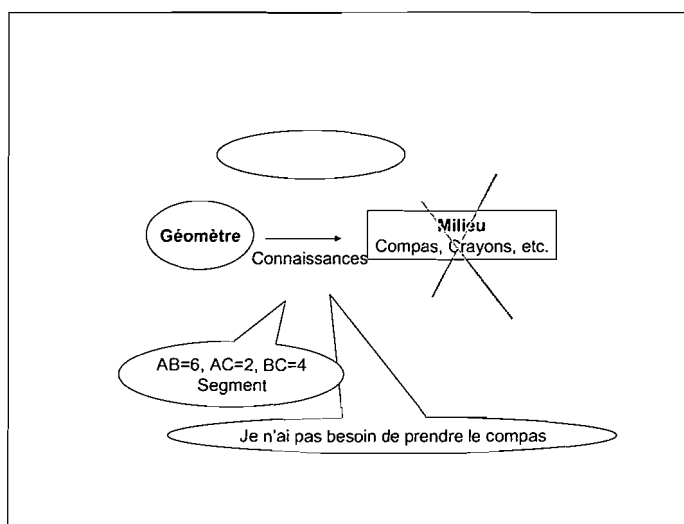 Géomètre
Connaissances
Milieu
Compas, Crayons, etc.
AB=6, AC=2, BC=4
Segment
Je n'ai pas besoin de prendre le compas